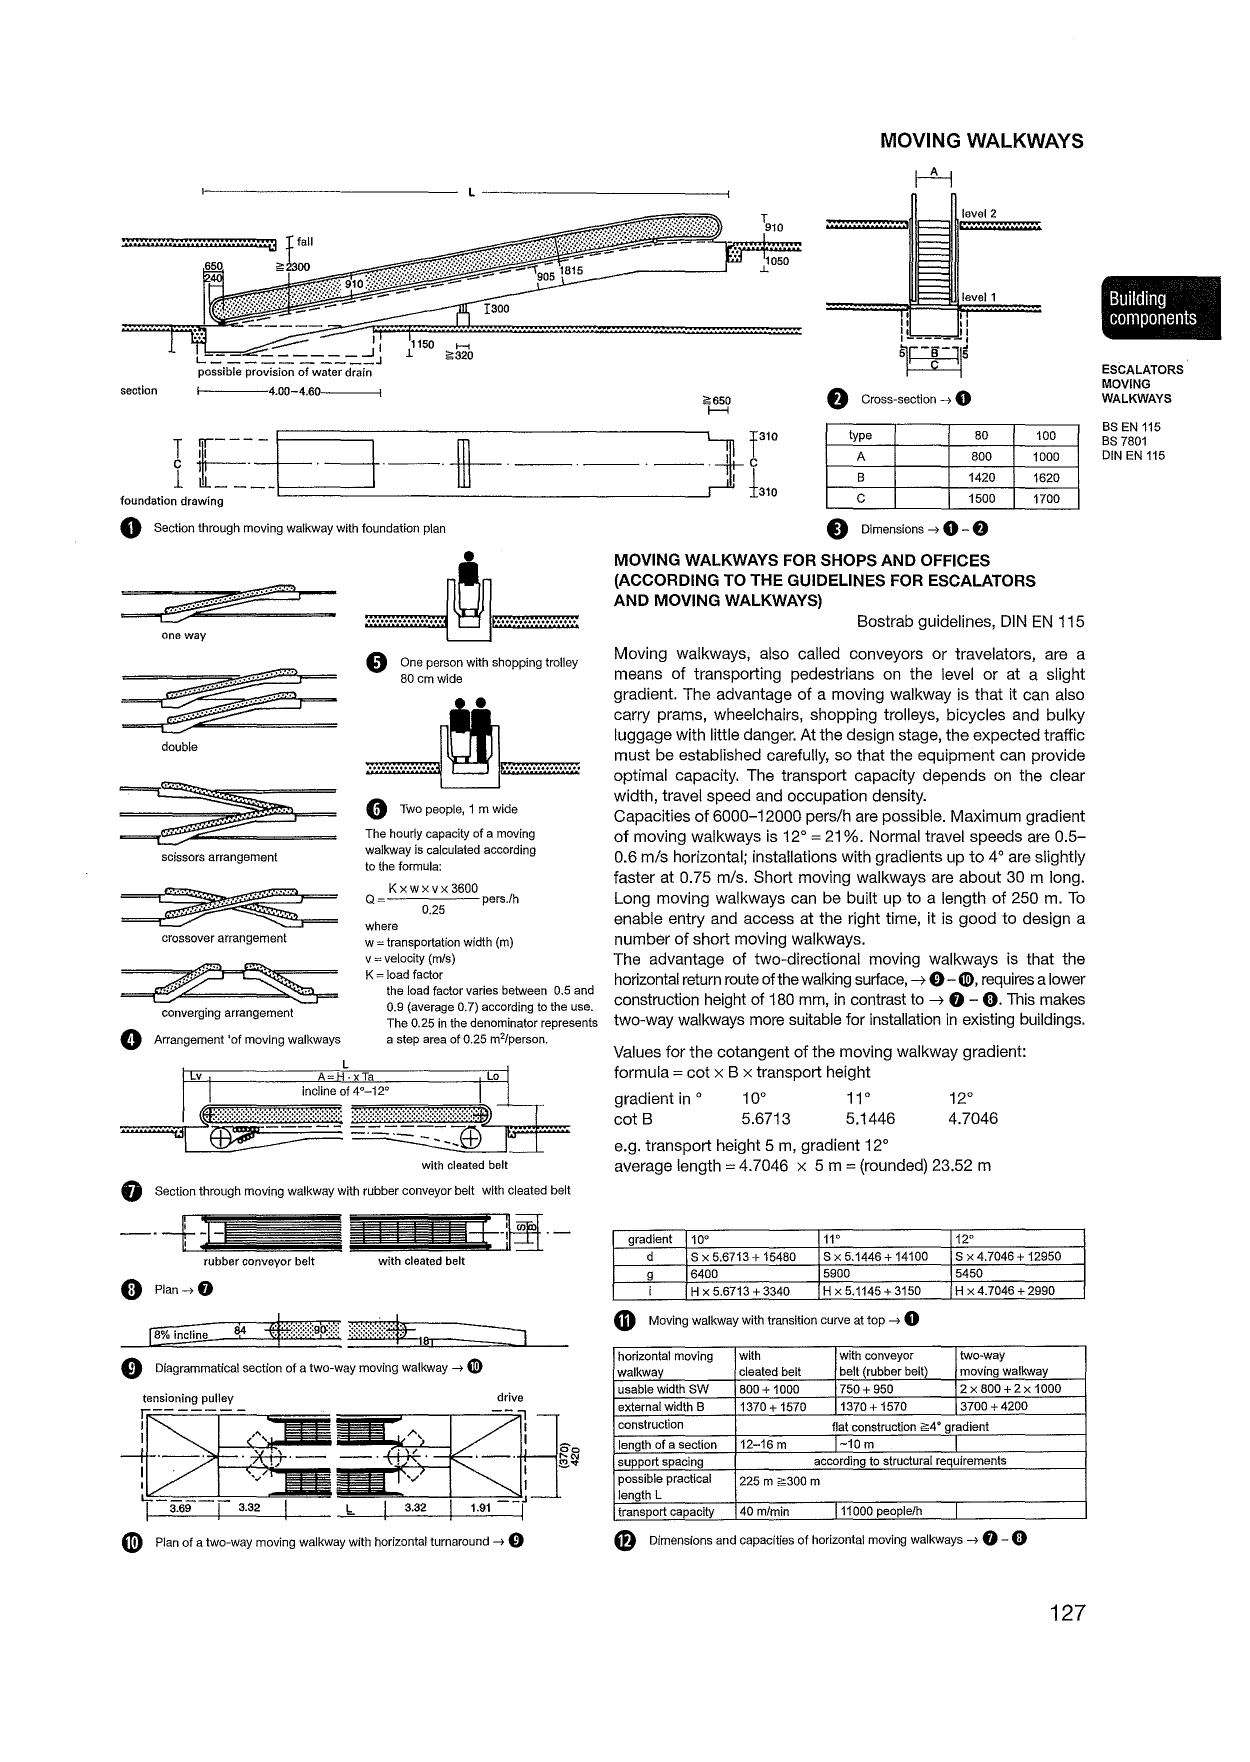 MOVING WALKWAYS
L
fall
≧2300
650
240
910
905
1815
300
1150
≧320
910
1050
possible provision of water drain
section
4.00–4.60
≧650
310
C
C
310
foundation drawing
❶ Section through moving walkway with foundation plan
A
level 2
level 1
5
B
5
C
❷ Cross-section → ❶
type 80 100
A 800 1000
B 1420 1620
C 1500 1700
❸ Dimensions → ❶ – ❷
Building
components
ESCALATORS
MOVING
WALKWAYS
BS EN 115
BS 7801
DIN EN 115
one way
double
scissors arrangement
crossover arrangement
converging arrangement
❹ Arrangement 'of moving walkways
❺ One person with shopping trolley
80 cm wide
❻ Two people, 1 m wide
The hourly capacity of a moving
walkway is calculated according
to the formula:
K x w x v x 3600
Q = pers./h
0.25
where
w = transportation width (m)
v = velocity (m/s)
K = load factor
the load factor varies between 0.5 and
0.9 (average 0.7) according to the use.
The 0.25 in the denominator represents
a step area of 0.25 m²/person.
L
Lv A = H · x Ta Lo
incline of 4°–12°
with cleated belt
❼ Section through moving walkway with rubber conveyor belt with cleated belt
S
B
rubber conveyor belt with cleated belt
❽ Plan → ❼
8% incline 84 90 18
❾ Diagrammatical section of a two-way moving walkway → ❿
tensioning pulley drive
(370)
420
3.69 3.32 L 3.32 1.91
❿ Plan of a two-way moving walkway with horizontal turnaround → ❾
MOVING WALKWAYS FOR SHOPS AND OFFICES
(ACCORDING TO THE GUIDELINES FOR ESCALATORS
AND MOVING WALKWAYS)
Bostrab guidelines, DIN EN 115
Moving walkways, also called conveyors or travelators, are a
means of transporting pedestrians on the level or at a slight
gradient. The advantage of a moving walkway is that it can also
carry prams, wheelchairs, shopping trolleys, bicycles and bulky
luggage with little danger. At the design stage, the expected traffic
must be established carefully, so that the equipment can provide
optimal capacity. The transport capacity depends on the clear
width, travel speed and occupation density.
Capacities of 6000–12000 pers/h are possible. Maximum gradient
of moving walkways is 12° = 21%. Normal travel speeds are 0.5–
0.6 m/s horizontal; installations with gradients up to 4° are slightly
faster at 0.75 m/s. Short moving walkways are about 30 m long.
Long moving walkways can be built up to a length of 250 m. To
enable entry and access at the right time, it is good to design a
number of short moving walkways.
The advantage of two-directional moving walkways is that the
horizontal return route of the walking surface, → ❾ – ❿, requires a lower
construction height of 180 mm, in contrast to → ❼ – ❽. This makes
two-way walkways more suitable for installation in existing buildings.
Values for the cotangent of the moving walkway gradient:
formula = cot × B × transport height
gradient in ° 10° 11° 12°
cot B 5.6713 5.1446 4.7046
e.g. transport height 5 m, gradient 12°
average length = 4.7046 × 5 m = (rounded) 23.52 m
gradient 10° 11° 12°
d S x 5.6713 + 15480 S x 5.1446 + 14100 S x 4.7046 + 12950
g 6400 5900 5450
i H x 5.6713 + 3340 H x 5.1145 + 3150 H x 4.7046 + 2990
⓫ Moving walkway with transition curve at top → ❶
horizontal moving with with conveyor two-way
walkway cleated belt belt (rubber belt) moving walkway
usable width SW 800 + 1000 750 + 950 2 x 800 + 2 x 1000
external width B 1370 + 1570 1370 + 1570 3700 + 4200
construction flat construction ≧4° gradient
length of a section 12–16 m ~10 m
support spacing according to structural requirements
possible practical 225 m ≧300 m
length L
transport capacity 40 m/min 11000 people/h
⓬ Dimensions and capacities of horizontal moving walkways → ❼ – ❽
127